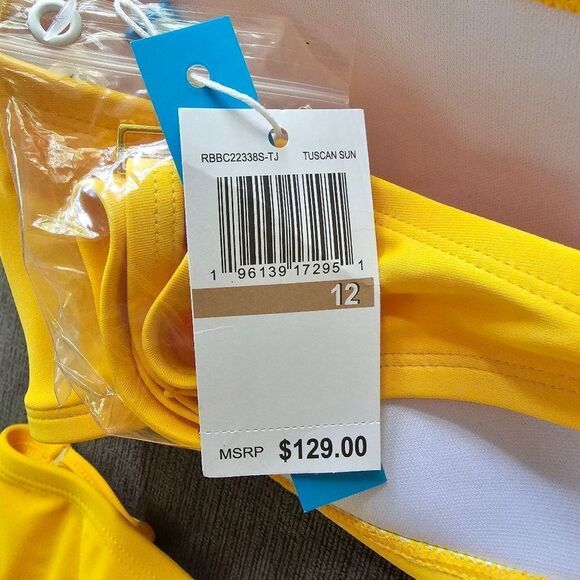 RBBC22338S-TJ TUSCAN SUN
1 96139 17295 1
12
MSRP $129.00